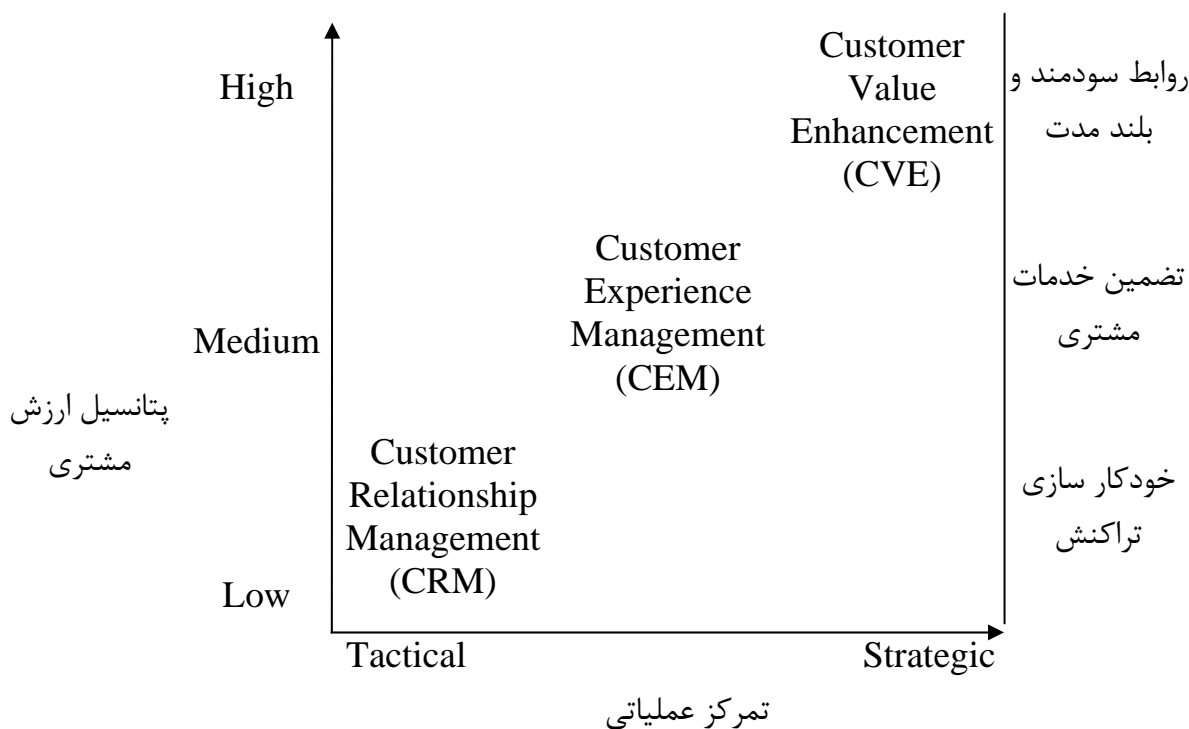 Customer
Value
Enhancement
(CVE)
High
روابط سودمند و
بلند مدت
Customer
Experience
Management
(CEM)
Medium
تضمین خدمات
مشتری
پتانسیل ارزش
مشتری
Customer
Relationship
Management
(CRM)
Low
خودکار سازی
تراکنش
Tactical
Strategic
تمرکز عملیاتی